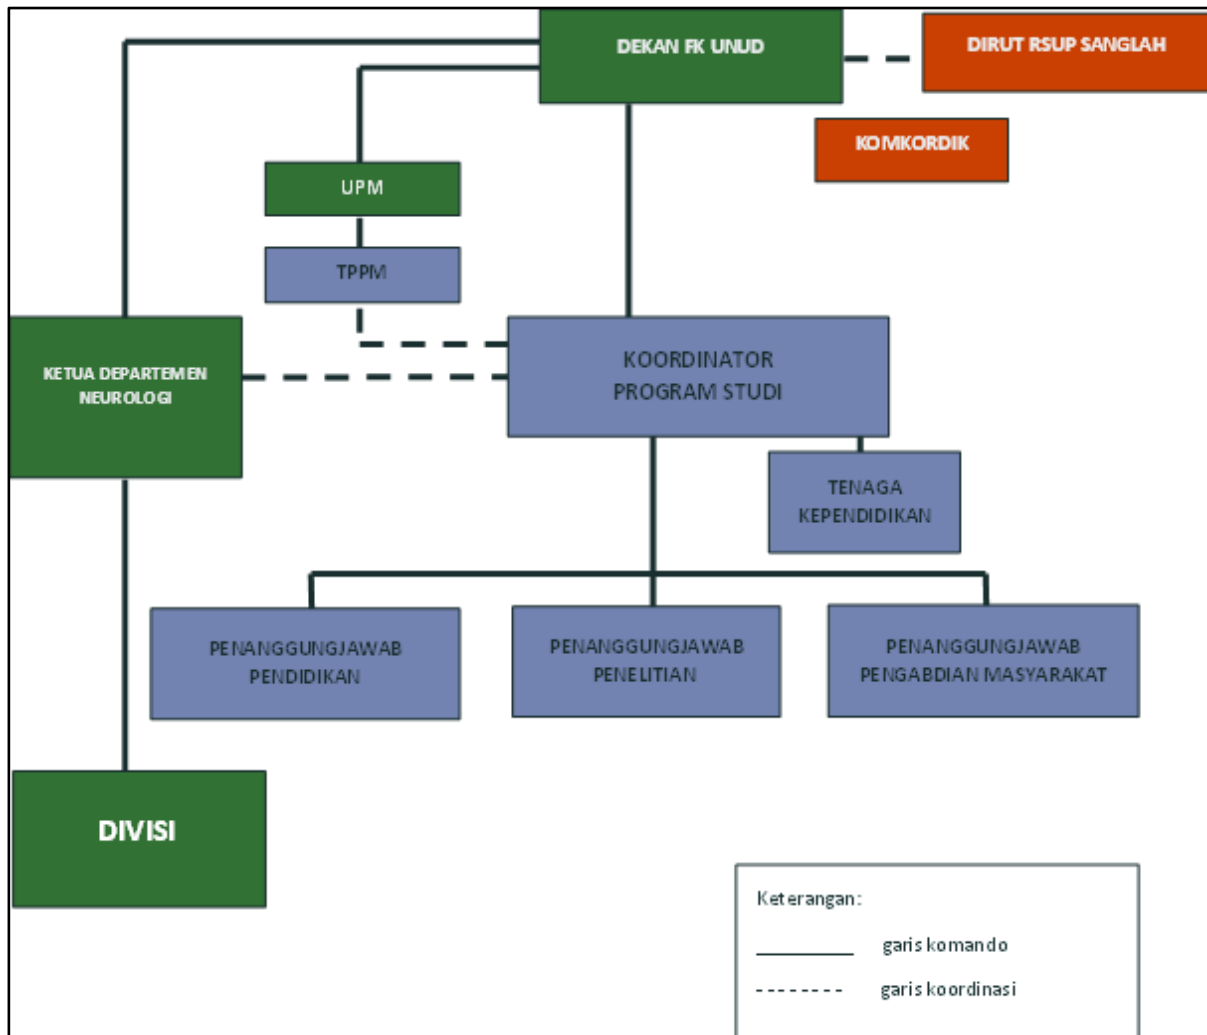 DEKAN FK UNUD
DIRUT RSUP SANGLAH
KOMKORDIK
UPM
TPPM
KETUA DEPARTEMEN
NEUROLOGI
KOORDINATOR
PROGRAM STUDI
TENAGA
KEPENDIDIKAN
PENANGGUNGJAWAB
PENDIDIKAN
PENANGGUNGJAWAB
PENELITIAN
PENANGGUNGJAWAB
PENGABDIAN MASYARAKAT
DIVISI
Keterangan:
garis komando
garis koordinasi